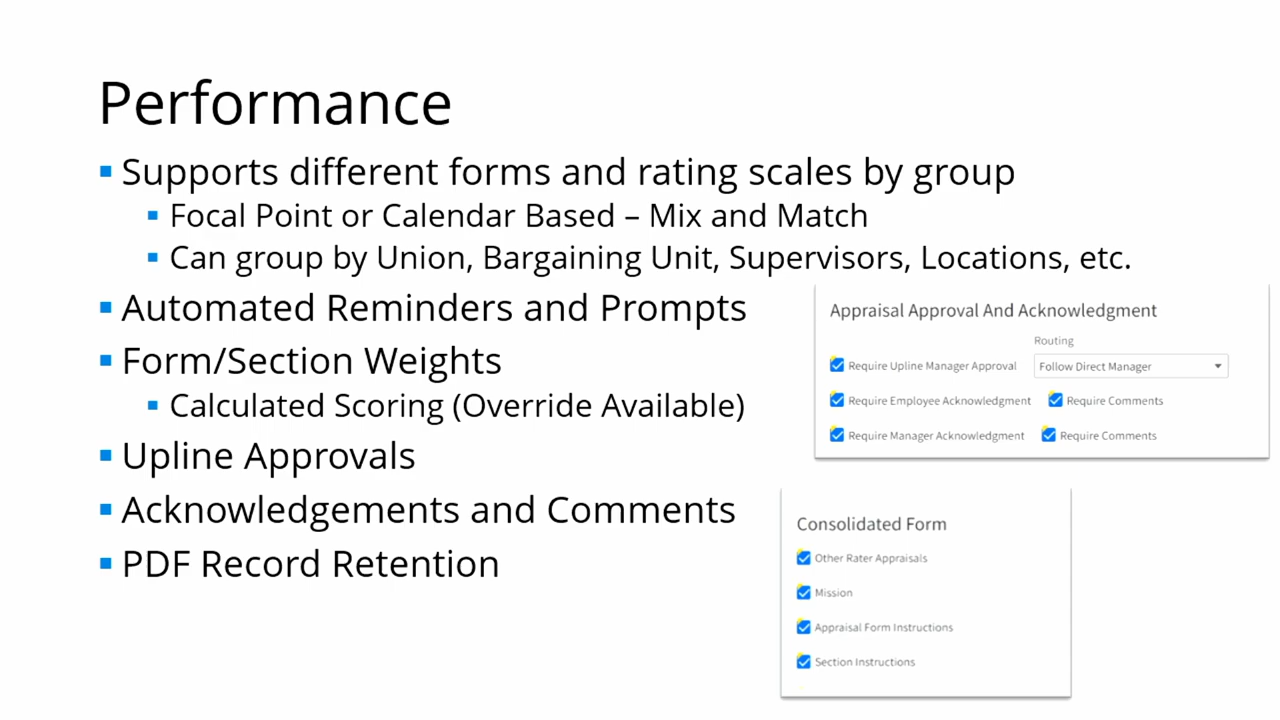 Performance
Supports different forms and rating scales by group
Focal Point or Calendar Based – Mix and Match
Can group by Union, Bargaining Unit, Supervisors, Locations, etc.
Automated Reminders and Prompts
Form/Section Weights
Calculated Scoring (Override Available)
Upline Approvals
Acknowledgements and Comments
PDF Record Retention
Appraisal Approval And Acknowledgment
Routing
Require Upline Manager Approval
Follow Direct Manager
Require Employee Acknowledgment
Require Comments
Require Manager Acknowledgment
Require Comments
Consolidated Form
Other Rater Appraisals
Mission
Appraisal Form Instructions
Section Instructions